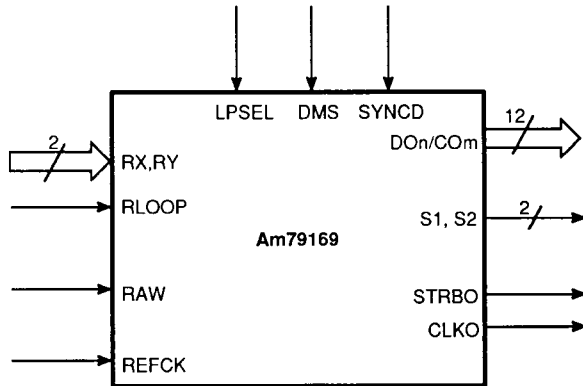 LPSEL DMS SYNCD
2
12
RX,RY
DOn/COm
RLOOP
S1, S2
2
Am79169
RAW
STRBO
CLKO
REFCK